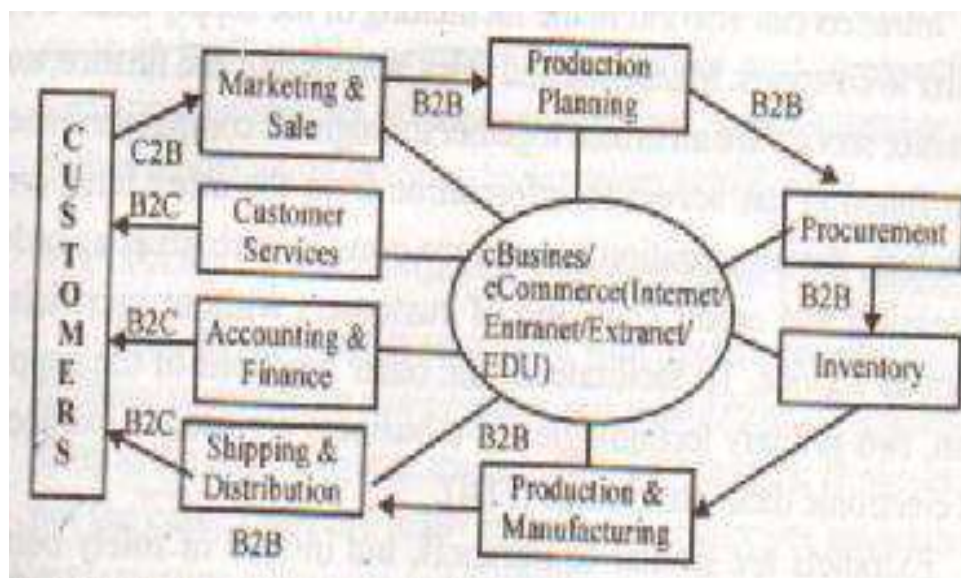 Marketing &
Sale
B2B
Production
Planning
B2B
CUSTOMERS
C2B
B2C
Customer
Services
cBusines/
eCommerce(Internet/
Entranet/Extranet/
EDU)
Procurement
B2B
B2C
Accounting &
Finance
Inventory
B2C
Shipping &
Distribution
B2B
Production &
Manufacturing
B2B